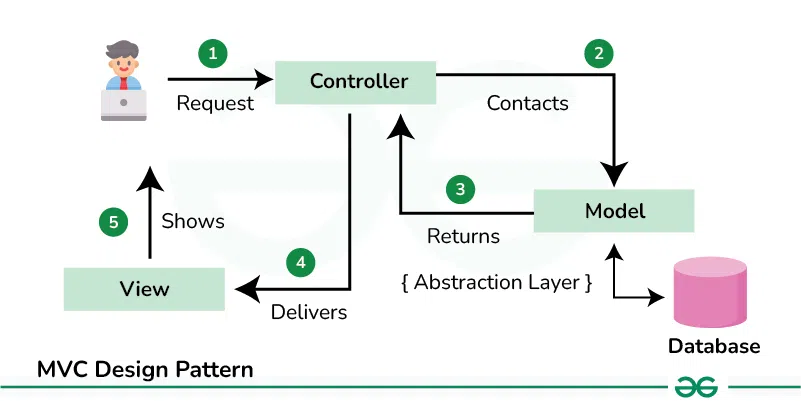 1
Request
Controller
2
Contacts
3
Returns
Model
{ Abstraction Layer }
Database
4
Delivers
View
5
Shows
MVC Design Pattern